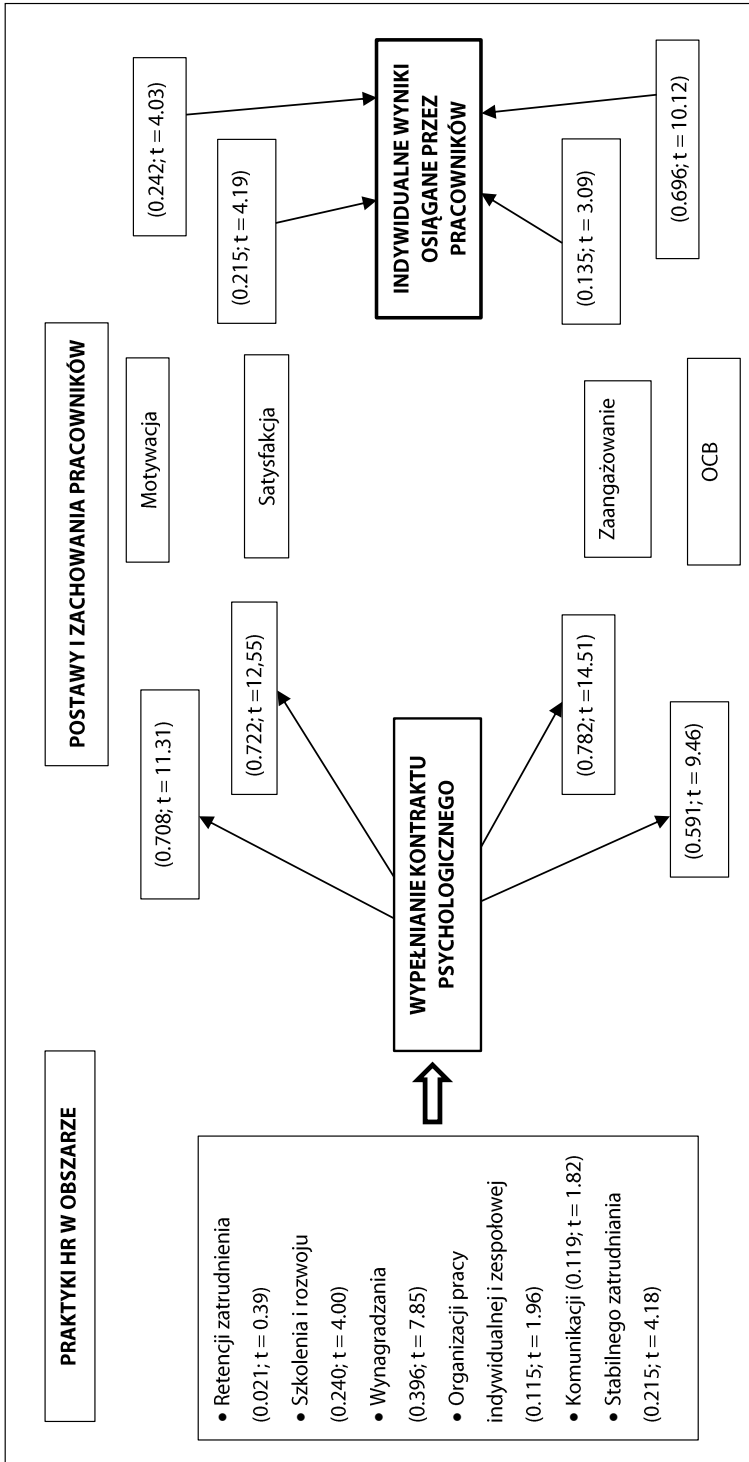 PRAKTYKI HR W OBSZARZE
• Retencji zatrudnienia
(0.021; t = 0.39)
• Szkolenia i rozwoju
(0.240; t = 4.00)
• Wynagradzania
(0.396; t = 7.85)
• Organizacji pracy
indywidualnej i zespołowej
(0.115; t = 1.96)
• Komunikacji (0.119; t = 1.82)
• Stabilnego zatrudniania
(0.215; t = 4.18)
WYPEŁNIANIE KONTRAKTU
PSYCHOLOGICZNEGO
POSTAWY I ZACHOWANIA PRACOWNIKÓW
(0.708; t = 11.31)
(0.722; t =12,55)
(0.782; t =14.51)
(0.591; t = 9.46)
Motywacja
Satysfakcja
Zaangażowanie
OCB
(0.242; t = 4.03)
(0.215; t = 4.19)
(0.135; t = 3.09)
(0.696; t = 10.12)
INDYWIDUALNE WYNIKI
OSIĄGANE PRZEZ
PRACOWNIKÓW